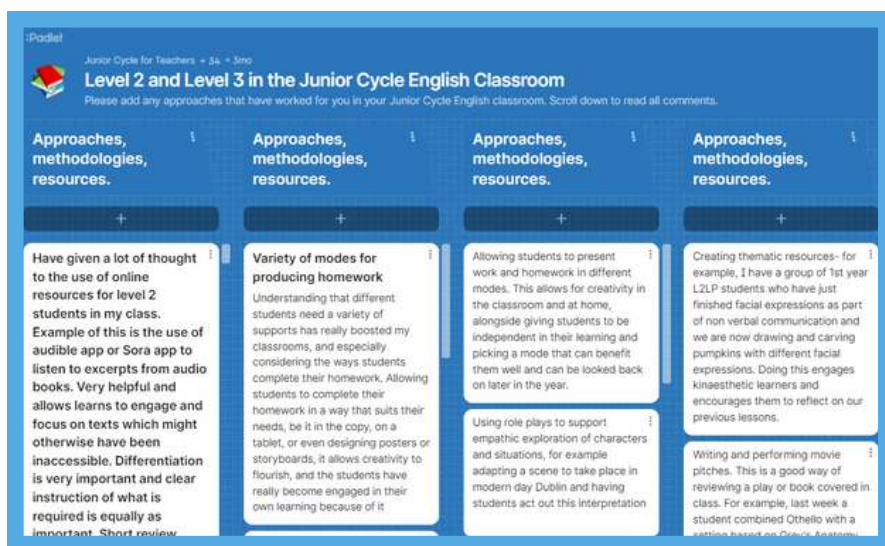 :Padlet
Junior Cycle for Teachers + 34 • 3mo
Level 2 and Level 3 in the Junior Cycle English Classroom
Please add any approaches that have worked for you in your Junior Cycle English classroom. Scroll down to read all comments.
Approaches,
methodologies,
resources.
+
Have given a lot of thought
to the use of online
resources for level 2
students in my class.
Example of this is the use of
audible app or Sora app to
listen to excerpts from audio
books. Very helpful and
allows learns to engage and
focus on texts which might
otherwise have been
inaccessible. Differentiation
is very important and clear
instruction of what is
required is equally as
important. Short review
Approaches,
methodologies,
resources.
+
Variety of modes for
producing homework
Understanding that different
students need a variety of
supports has really boosted my
classrooms, and especially
considering the ways students
complete their homework. Allowing
students to complete their
homework in a way that suits their
needs, be it in the copy, on a
tablet, or even designing posters or
storyboards, it allows creativity to
flourish, and the students have
really become engaged in their
own learning because of it
Approaches,
methodologies,
resources.
+
Allowing students to present
work and homework in different
modes. This allows for creativity in
the classroom and at home,
alongside giving students to be
independent in their learning and
picking a mode that can benefit
them well and can be looked back
on later in the year.
Using role plays to support
empathic exploration of characters
and situations, for example
adapting a scene to take place in
modern day Dublin and having
students act out this interpretation
Approaches,
methodologies,
resources.
+
Creating thematic resources- for
example, I have a group of 1st year
L2LP students who have just
finished facial expressions as part
of non verbal communication and
we are now drawing and carving
pumpkins with different facial
expressions. Doing this engages
kinaesthetic learners and
encourages them to reflect on our
previous lessons.
Writing and performing movie
pitches. This is a good way of
reviewing a play or book covered in
class. For example, last week a
student combined Othello with a
setting based on Grey's Anatomy